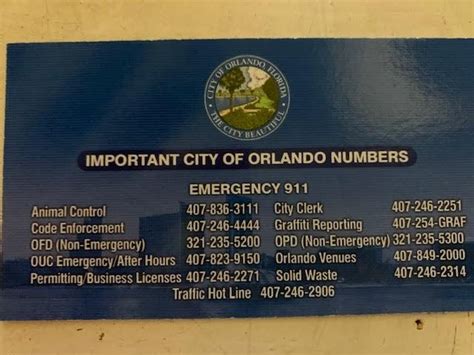 CITY OF ORLANDO, FLORIDA
THE CITY BEAUTIFUL
IMPORTANT CITY OF ORLANDO NUMBERS
EMERGENCY 911
Animal Control 407-836-3111 City Clerk 407-246-2251
Code Enforcement 407-246-4444 Graffiti Reporting 407-254-GRAF
OFD (Non-Emergency) 321-235-5200 OPD (Non-Emergency) 321-235-5300
OUC Emergency/After Hours 407-823-9150 Orlando Venues 407-849-2000
Permitting/Business Licenses 407-246-2271 Solid Waste 407-246-2314
Traffic Hot Line 407-246-2906